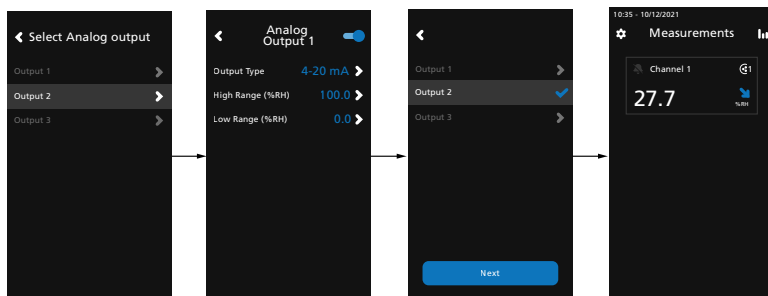 Select Analog output
Output 1
Output 2
Output 3
Analog
Output 1
Output Type 4-20 mA
High Range (%RH) 100.0
Low Range (%RH) 0.0
Output 1
Output 2
Output 3
Next
10:35 - 10/12/2021
Measurements
Channel 1 1
27.7
%RH